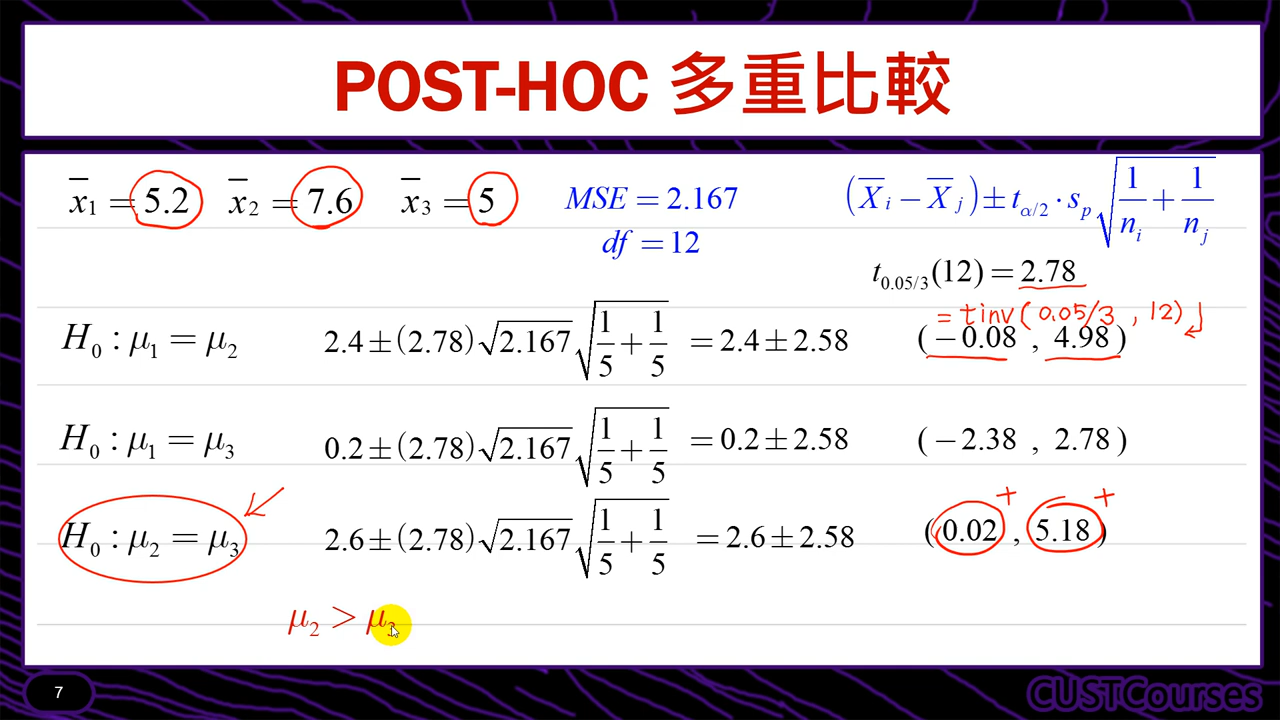 POST-HOC 多重比較
x̄₁ = 5.2 x̄₂ = 7.6 x̄₃ = 5
MSE = 2.167
df = 12
(X̄ᵢ − X̄ⱼ) ± t_α/2 · s_p √(1/nᵢ + 1/nⱼ)
t₀.₀₅/₃(12) = 2.78
= tinv(0.05/3 , 12)
H₀ : μ₁ = μ₂ 2.4 ± (2.78)√2.167 √(1/5 + 1/5) = 2.4 ± 2.58 (−0.08 , 4.98)
H₀ : μ₁ = μ₃ 0.2 ± (2.78)√2.167 √(1/5 + 1/5) = 0.2 ± 2.58 (−2.38 , 2.78)
H₀ : μ₂ = μ₃ 2.6 ± (2.78)√2.167 √(1/5 + 1/5) = 2.6 ± 2.58 (0.02 , 5.18)
+ +
μ₂ > μ₃
7
CUSTCourses